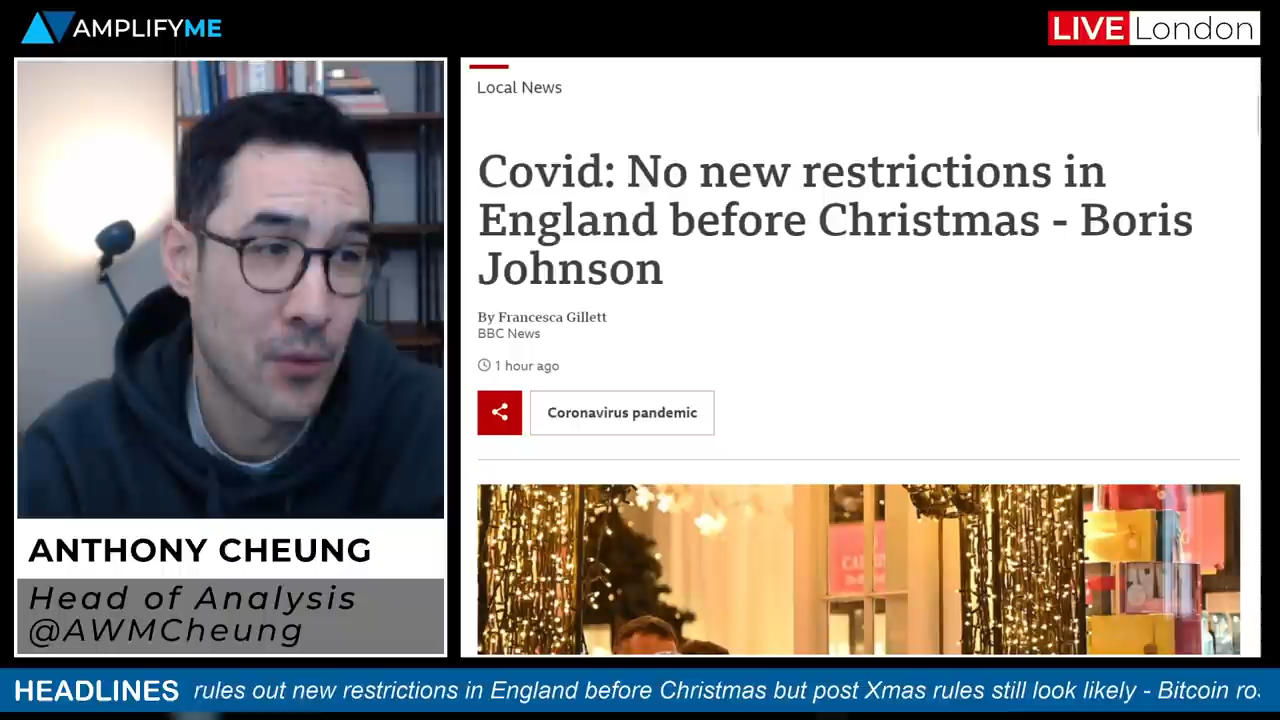 AMPLIFYME
LIVE London
Local News
Covid: No new restrictions in
England before Christmas - Boris
Johnson
By Francesca Gillett
BBC News
1 hour ago
Coronavirus pandemic
ANTHONY CHEUNG
Head of Analysis
@AWMCheung
HEADLINES rules out new restrictions in England before Christmas but post Xmas rules still look likely - Bitcoin